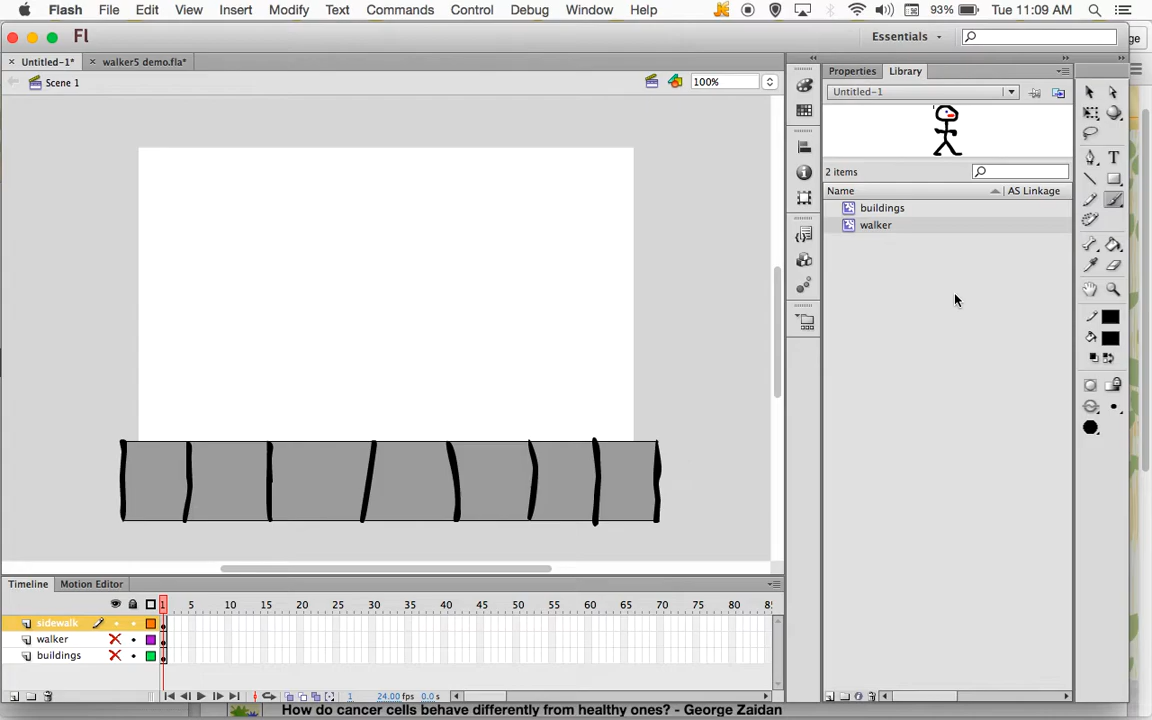 Flash File Edit View Insert Modify Text Commands Control Debug Window Help 93% Tue 11:09 AM
Fl Essentials ge
Untitled-1* walker5 demo.fla* Properties Library
Scene 1 100% Untitled-1
2 items
Name AS Linkage
buildings
walker
Timeline Motion Editor
1 5 10 15 20 25 30 35 40 45 50 55 60 65 70 75 80 85
sidewalk
walker
buildings
1 24.00 fps 0.0 s
How do cancer cells behave differently from healthy ones? - George Zaidan